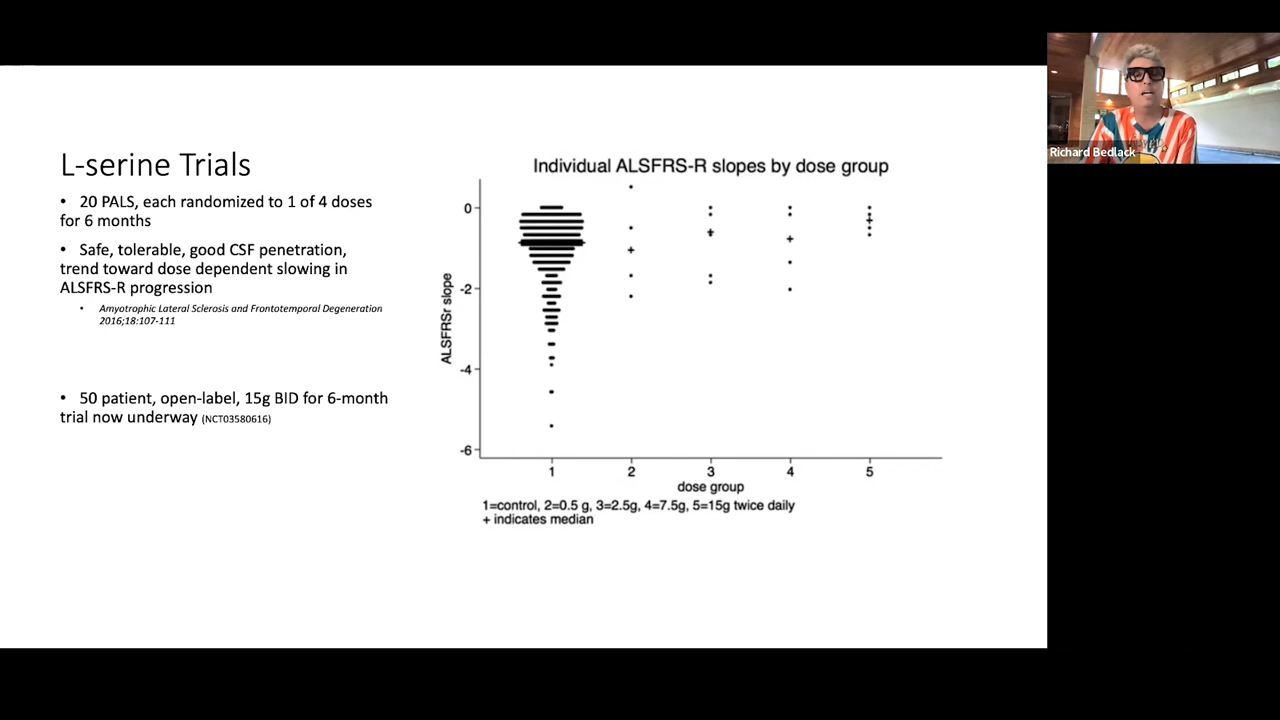 L-serine Trials
• 20 PALS, each randomized to 1 of 4 doses
for 6 months
• Safe, tolerable, good CSF penetration,
trend toward dose dependent slowing in
ALSFRS-R progression
• Amyotrophic Lateral Sclerosis and Frontotemporal Degeneration
2016;18:107-111
• 50 patient, open-label, 15g BID for 6-month
trial now underway (NCT03580616)
Individual ALSFRS-R slopes by dose group
ALSFRSr slope
0
-2
-4
-6
1 2 3 4 5
dose group
1=control, 2=0.5 g, 3=2.5g, 4=7.5g, 5=15g twice daily
+ indicates median
Richard Bedlack